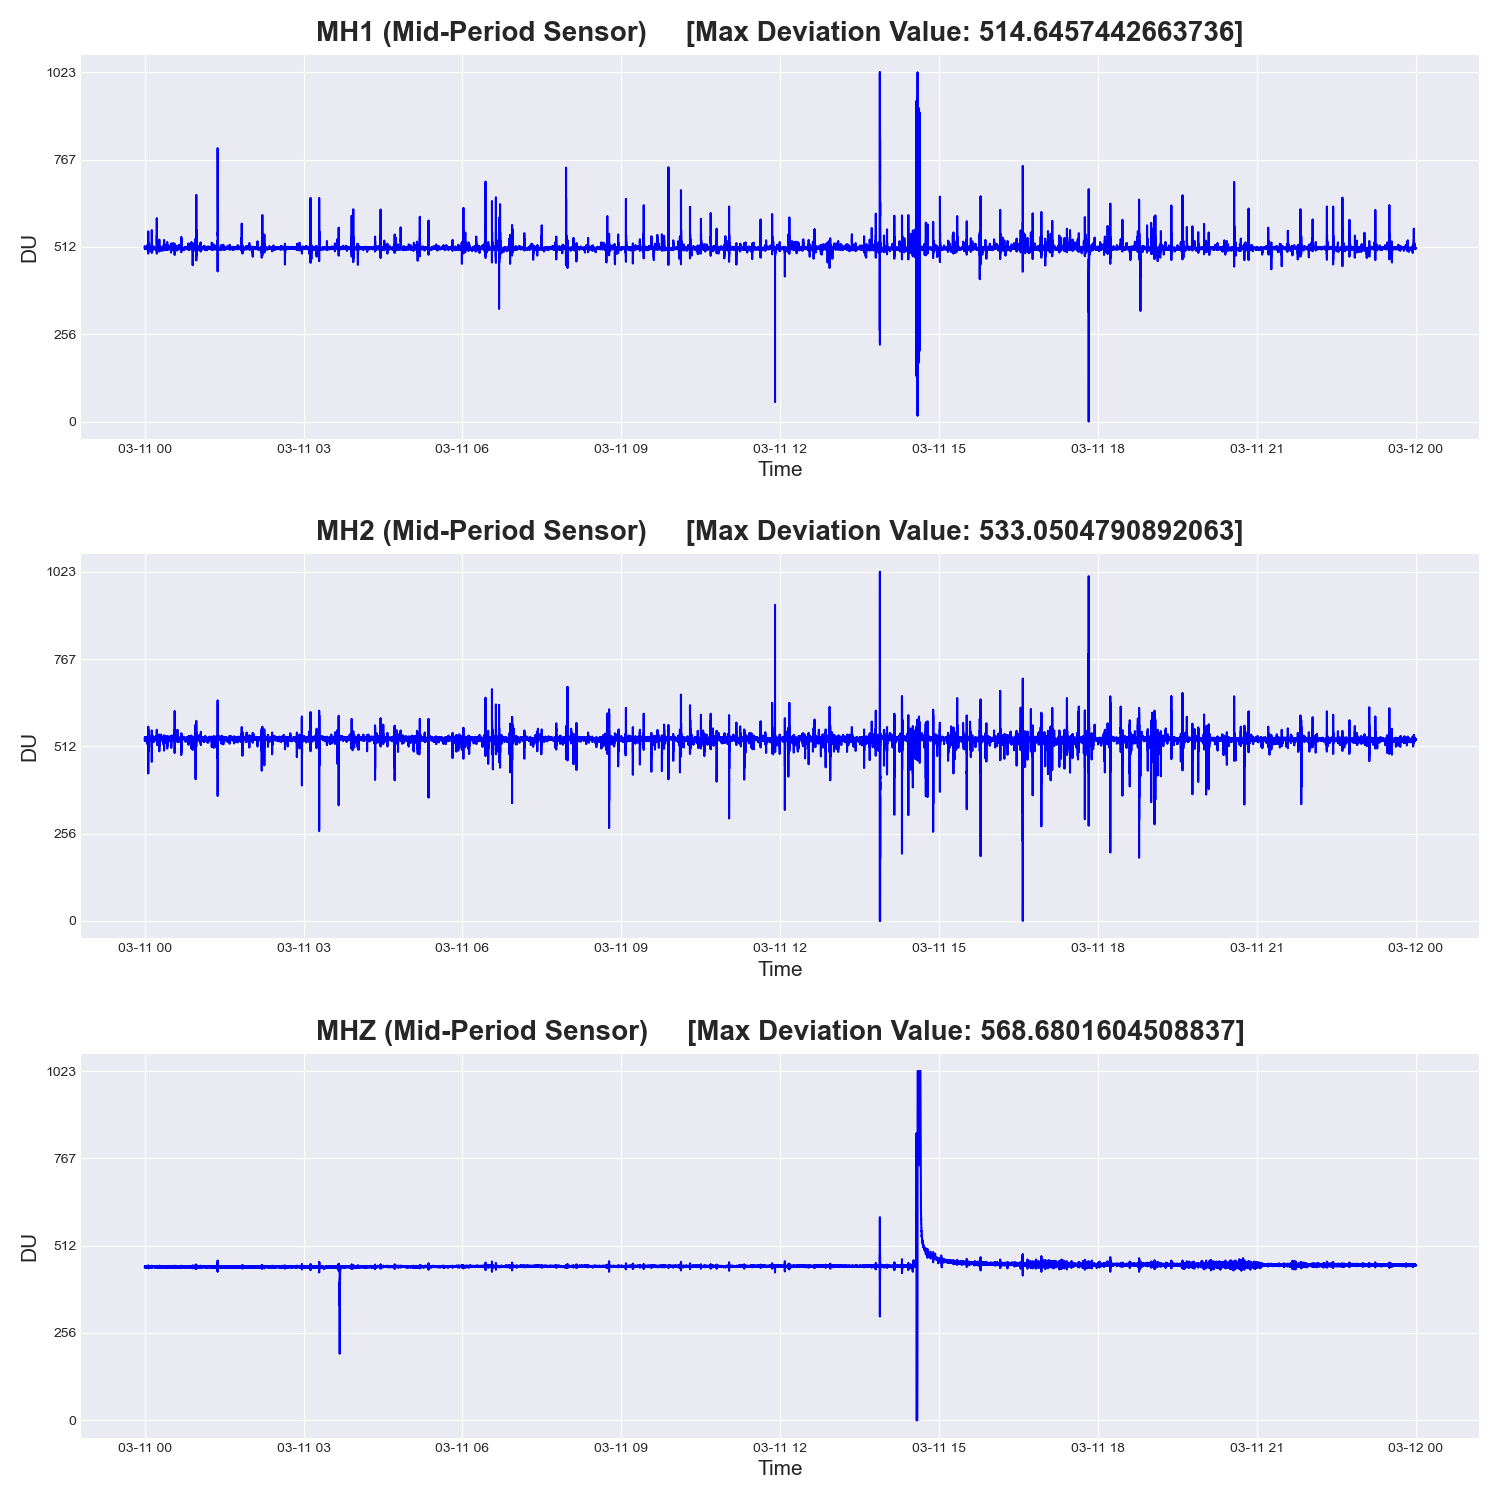 MH1 (Mid-Period Sensor) [Max Deviation Value: 514.6457442663736]
1023
767
512
256
0
DU
03-11 00 03-11 03 03-11 06 03-11 09 03-11 12 03-11 15 03-11 18 03-11 21 03-12 00
Time
MH2 (Mid-Period Sensor) [Max Deviation Value: 533.0504790892063]
1023
767
512
256
0
DU
03-11 00 03-11 03 03-11 06 03-11 09 03-11 12 03-11 15 03-11 18 03-11 21 03-12 00
Time
MHZ (Mid-Period Sensor) [Max Deviation Value: 568.6801604508837]
1023
767
512
256
0
DU
03-11 00 03-11 03 03-11 06 03-11 09 03-11 12 03-11 15 03-11 18 03-11 21 03-12 00
Time